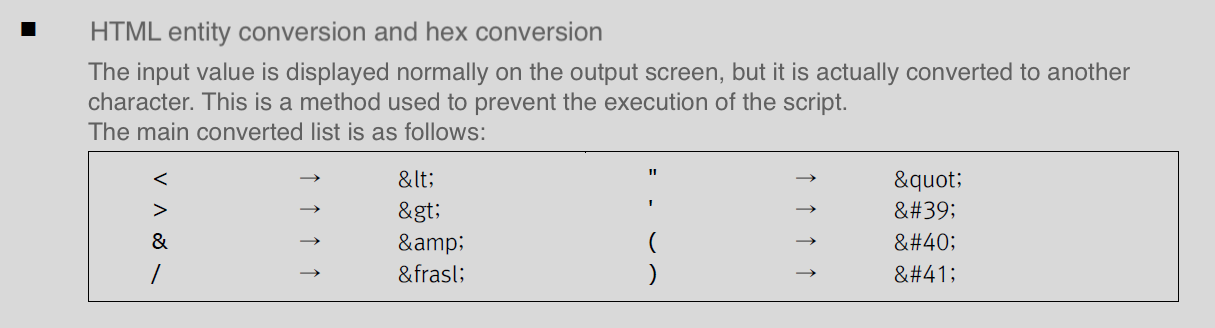 ■ HTML entity conversion and hex conversion
The input value is displayed normally on the output screen, but it is actually converted to another
character. This is a method used to prevent the execution of the script.
The main converted list is as follows:
< → &lt; " → &quot;
> → &gt; ' → &#39;
& → &amp; ( → &#40;
/ → &frasl; ) → &#41;